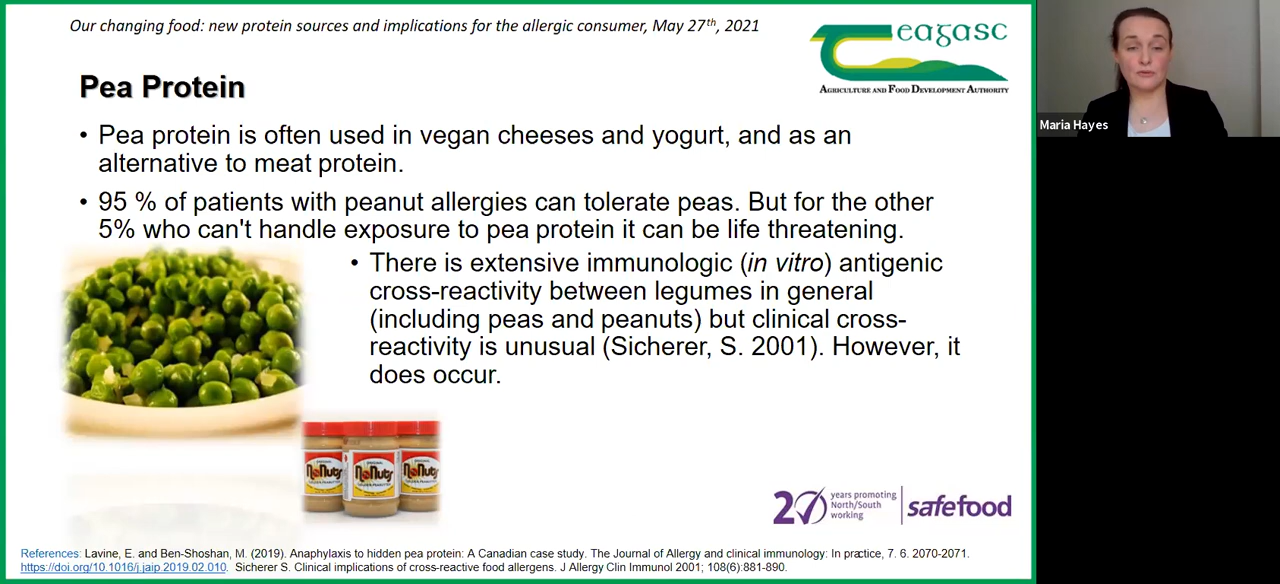 Our changing food: new protein sources and implications for the allergic consumer, May 27th, 2021
eagasc
AGRICULTURE AND FOOD DEVELOPMENT AUTHORITY
Maria Hayes
Pea Protein
• Pea protein is often used in vegan cheeses and yogurt, and as an
alternative to meat protein.
• 95 % of patients with peanut allergies can tolerate peas. But for the other
5% who can't handle exposure to pea protein it can be life threatening.
• There is extensive immunologic (in vitro) antigenic
cross-reactivity between legumes in general
(including peas and peanuts) but clinical cross-
reactivity is unusual (Sicherer, S. 2001). However, it
does occur.
NoNuts
NoNuts
NoNuts
20 years promoting
North/South
working
safefood
References: Lavine, E. and Ben-Shoshan, M. (2019). Anaphylaxis to hidden pea protein: A Canadian case study. The Journal of Allergy and clinical immunology: In practice, 7. 6. 2070-2071.
https://doi.org/10.1016/j.jaip.2019.02.010. Sicherer S. Clinical implications of cross-reactive food allergens. J Allergy Clin Immunol 2001; 108(6):881-890.